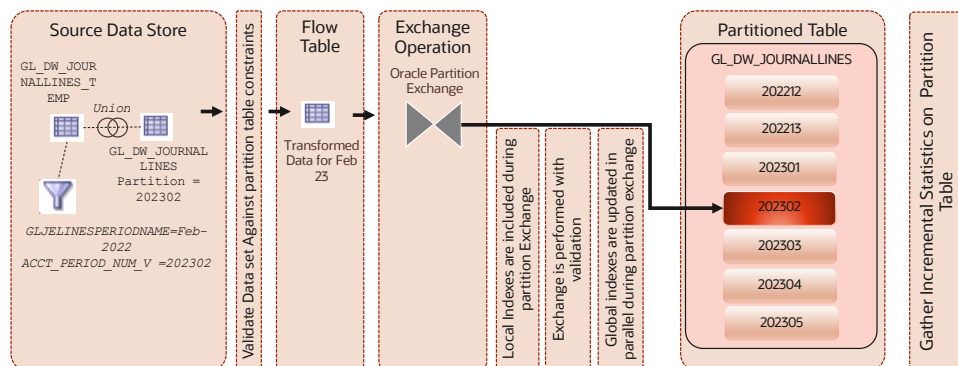 Source Data Store
GL_DW_JOUR
NALLINES_T
EMP
Union
GL_DW_JOURNAL
LINES
Partition =
202302
GLJELINESPERIODNAME=Feb-
2022
ACCT_PERIOD_NUM_V =202302
Validate Data set Against partition table constraints
Flow
Table
Transformed
Data for Feb
23
Exchange
Operation
Oracle Partition
Exchange
Local Indexes are included during
partition Exchange
Exchange is performed with
validation
Global indexes are updated in
parallel during partition exchange
Partitioned Table
GL_DW_JOURNALLINES
202212
202213
202301
202302
202303
202304
202305
Gather Incremental Statistics on Partition
Table